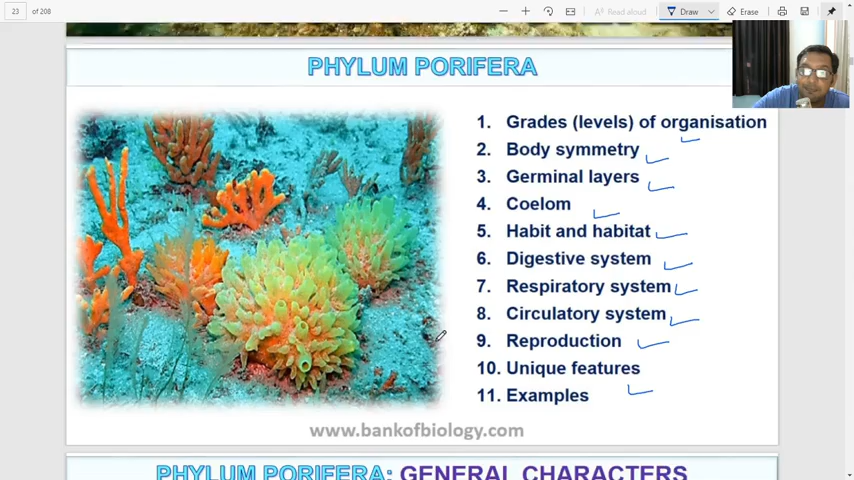 23 of 208
Read aloud
Draw
Erase
PHYLUM PORIFERA
1. Grades (levels) of organisation
2. Body symmetry
3. Germinal layers
4. Coelom
5. Habit and habitat
6. Digestive system
7. Respiratory system
8. Circulatory system
9. Reproduction
10. Unique features
11. Examples
www.bankofbiology.com
PHYLUM PORIFERA: GENERAL CHARACTERS